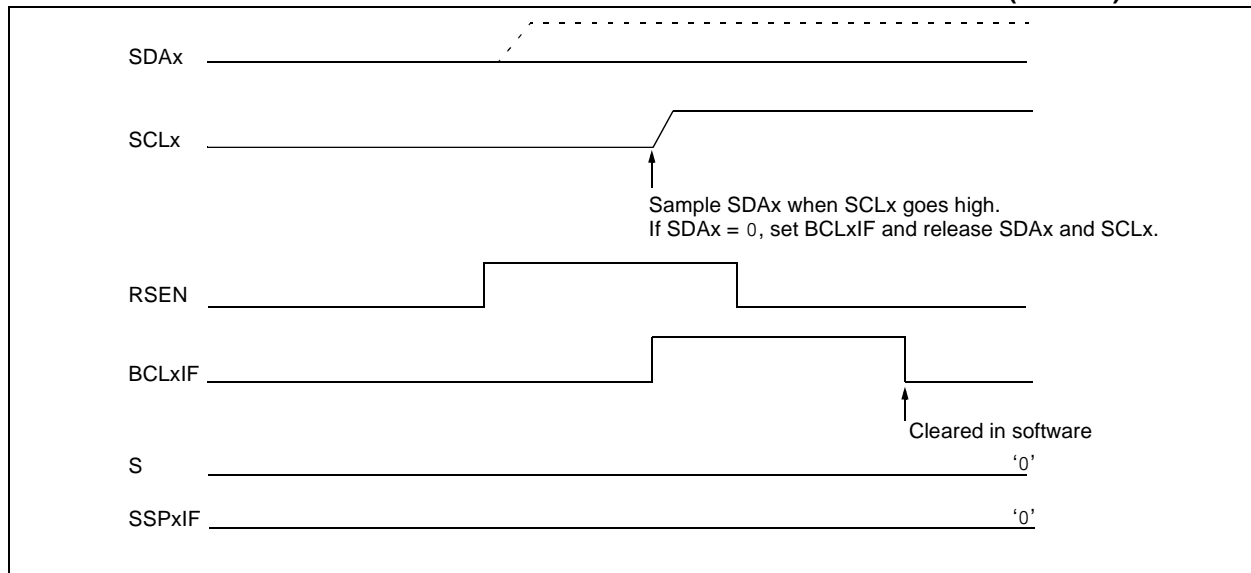 SDAx
SCLx
Sample SDAx when SCLx goes high.
If SDAx = 0, set BCLxIF and release SDAx and SCLx.
RSEN
BCLxIF
Cleared in software
S
‘0’
SSPxIF
‘0’